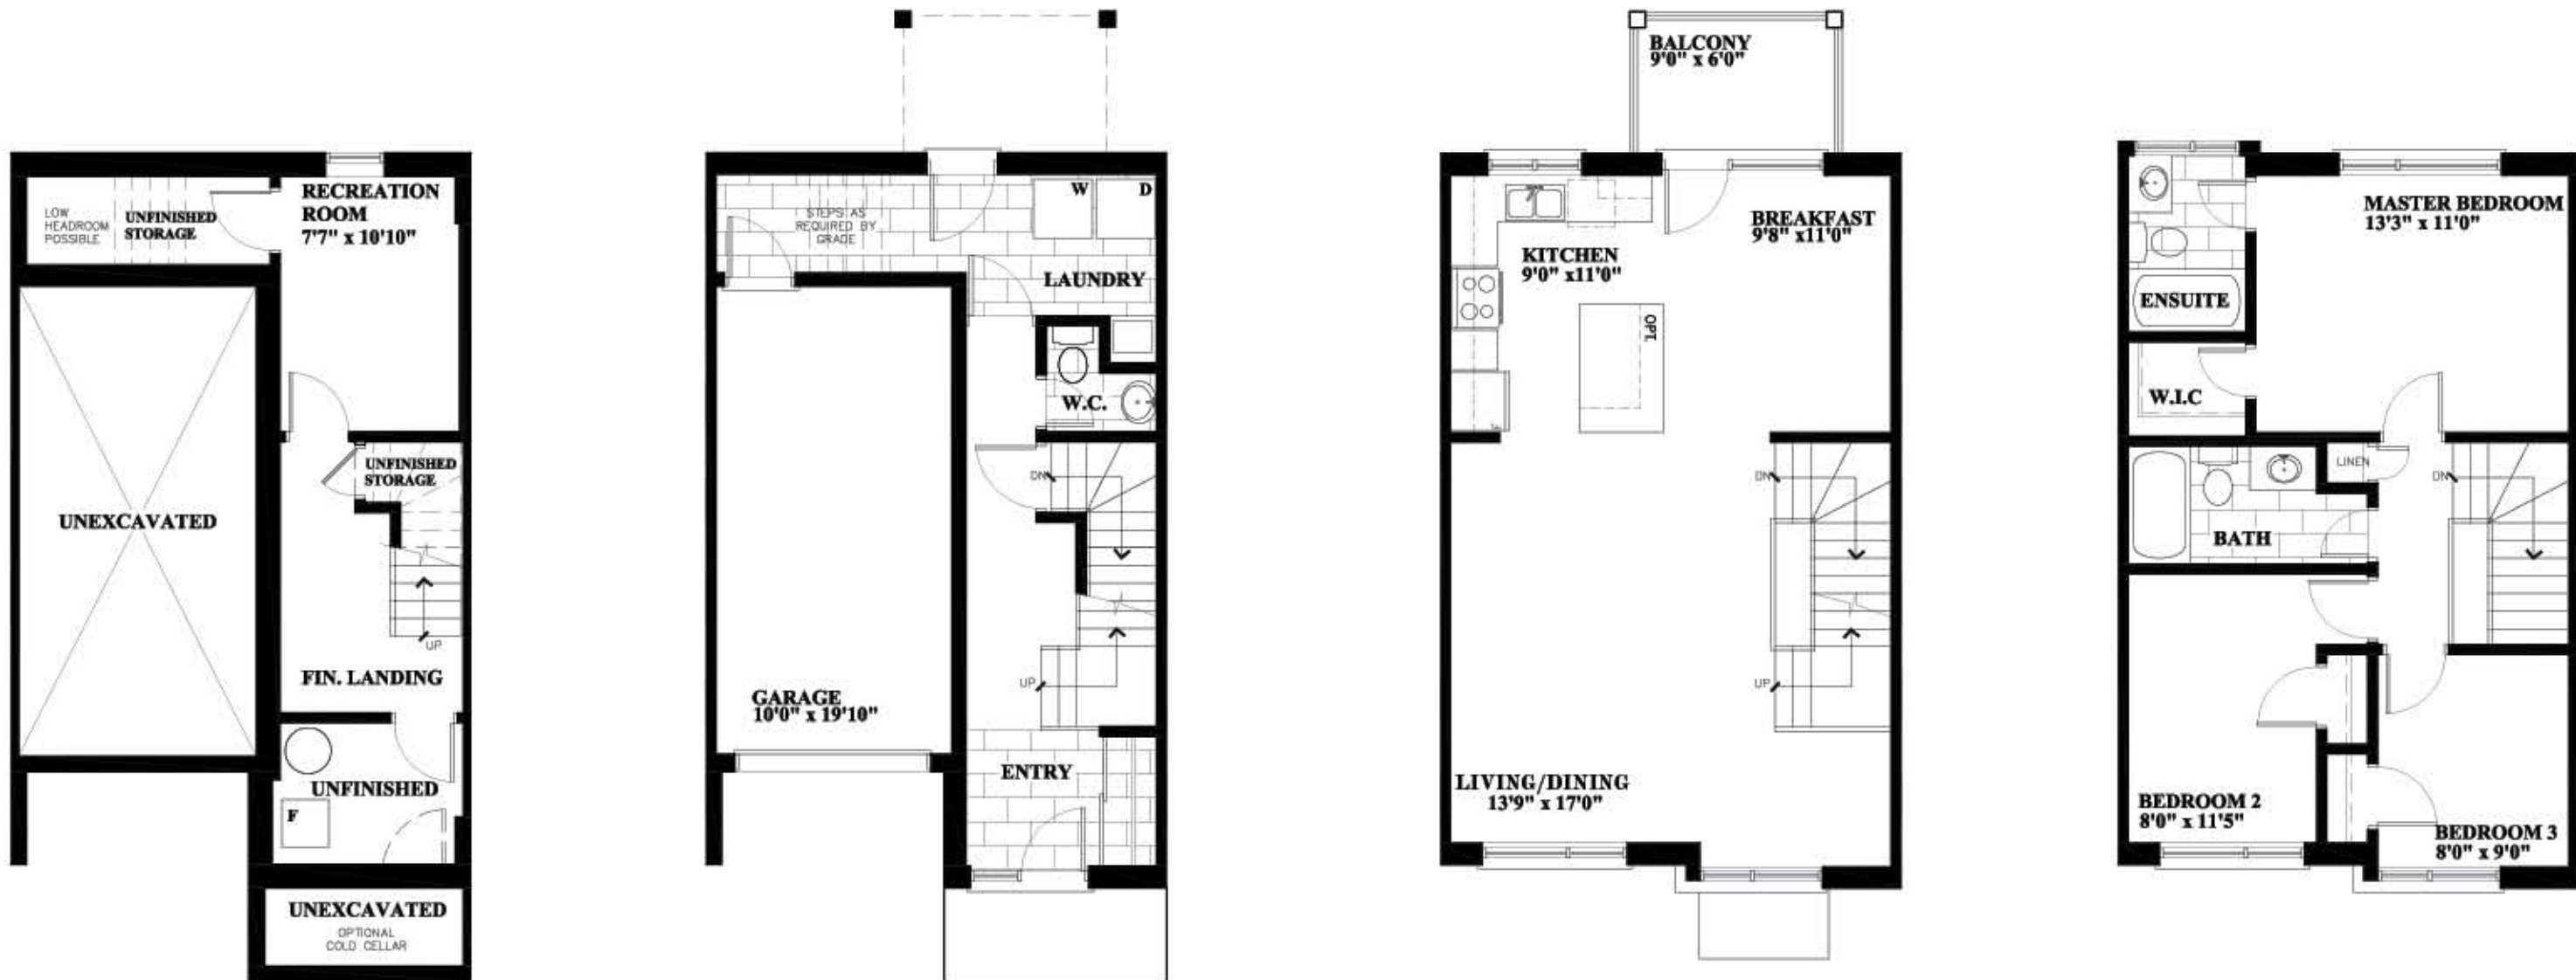 RECREATION
ROOM
7'7" x 10'10"
LOW
HEADROOM
POSSIBLE
UNFINISHED
STORAGE
UNFINISHED
STORAGE
UNEXCAVATED
UP
FIN. LANDING
UNFINISHED
F
UNEXCAVATED
OPTIONAL
COLD CELLAR
W
D
STEPS AS
REQUIRED BY
GRADE
LAUNDRY
W.C.
DN
UP
GARAGE
10'0" x 19'10"
ENTRY
BALCONY
9'0" x 6'0"
BREAKFAST
9'8" x11'0"
KITCHEN
9'0" x11'0"
OPT.
F
DN
UP
LIVING/DINING
13'9" x 17'0"
MASTER BEDROOM
13'3" x 11'0"
ENSUITE
W.I.C
LINEN
DN
BATH
BEDROOM 2
8'0" x 11'5"
BEDROOM 3
8'0" x 9'0"